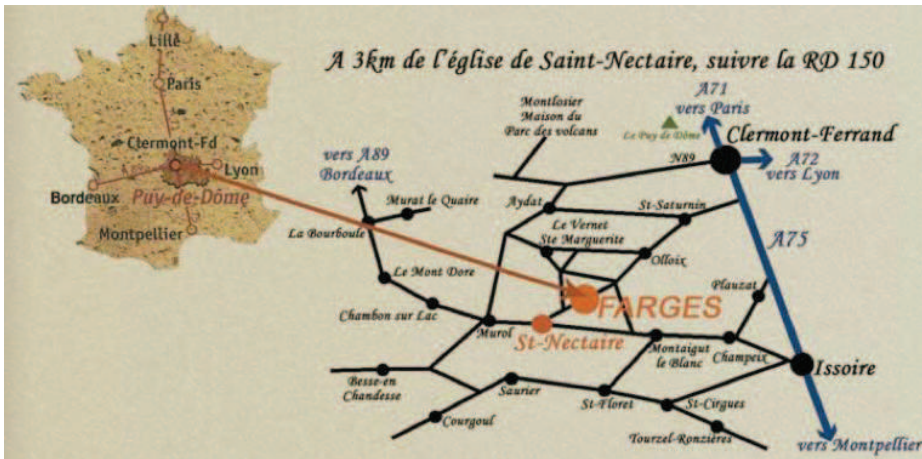 Lille
Paris
Clermont-Fd
Lyon
Bordeaux
Puy-de-Dôme
Montpellier
A 3km de l'église de Saint-Nectaire, suivre la RD 150
A71
vers Paris
Montlosier
Maison du
Parc des volcans
Le Puy de Dôme
Clermont-Ferrand
N89
A72
vers Lyon
vers A89
Bordeaux
Murat le Quaire
La Bourboule
Aydat
St-Saturnin
Le Vernet
Ste Marguerite
Olloix
A75
Le Mont Dore
Plauzat
Chambon sur Lac
FARGES
Murol
St-Nectaire
Montaigut
le Blanc
Champeix
Issoire
Besse-en
Chandesse
Saurier
St-Floret
St-Cirgues
Courgoul
Tourzel-Ronzières
vers Montpellier